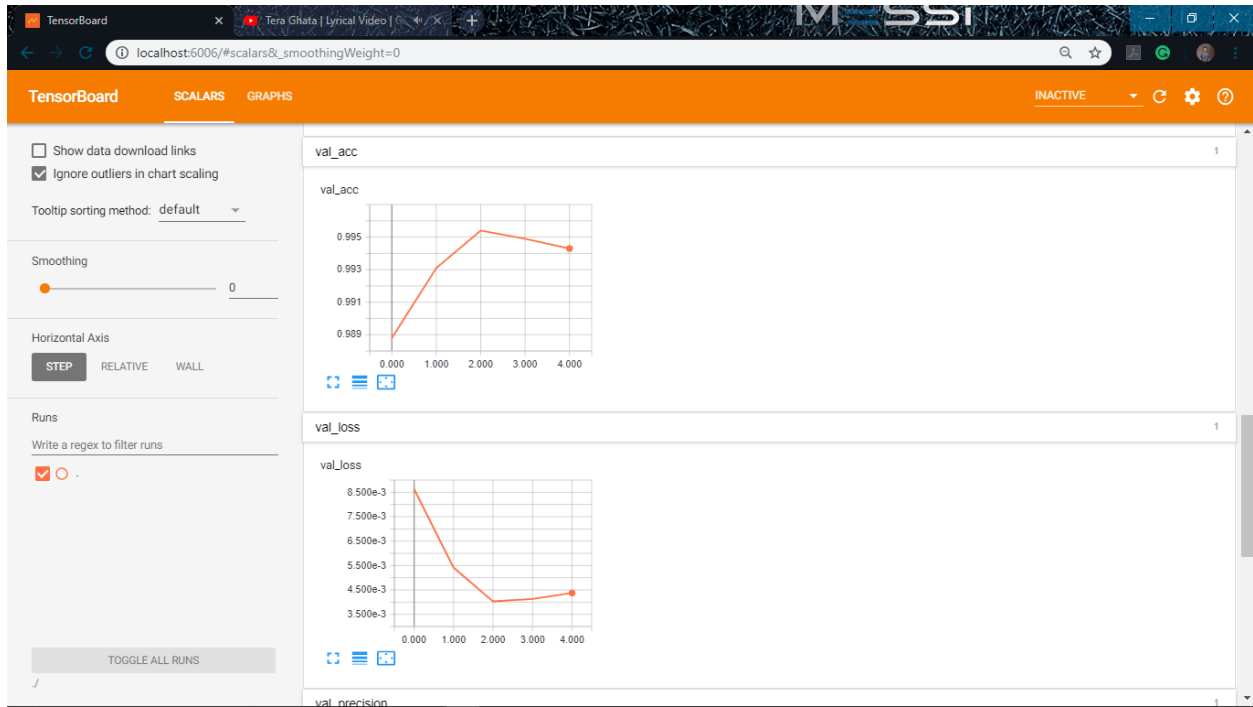 TensorBoard
Tera Ghata | Lyrical Video | G
MESSI
localhost:6006/#scalars&_smoothingWeight=0
TensorBoard SCALARS GRAPHS INACTIVE
Show data download links
Ignore outliers in chart scaling
Tooltip sorting method: default
Smoothing
0
Horizontal Axis
STEP RELATIVE WALL
Runs
Write a regex to filter runs
.
TOGGLE ALL RUNS
./
val_acc 1
val_acc
0.995
0.993
0.991
0.989
0.000 1.000 2.000 3.000 4.000
val_loss 1
val_loss
8.500e-3
7.500e-3
6.500e-3
5.500e-3
4.500e-3
3.500e-3
0.000 1.000 2.000 3.000 4.000
val_precision 1